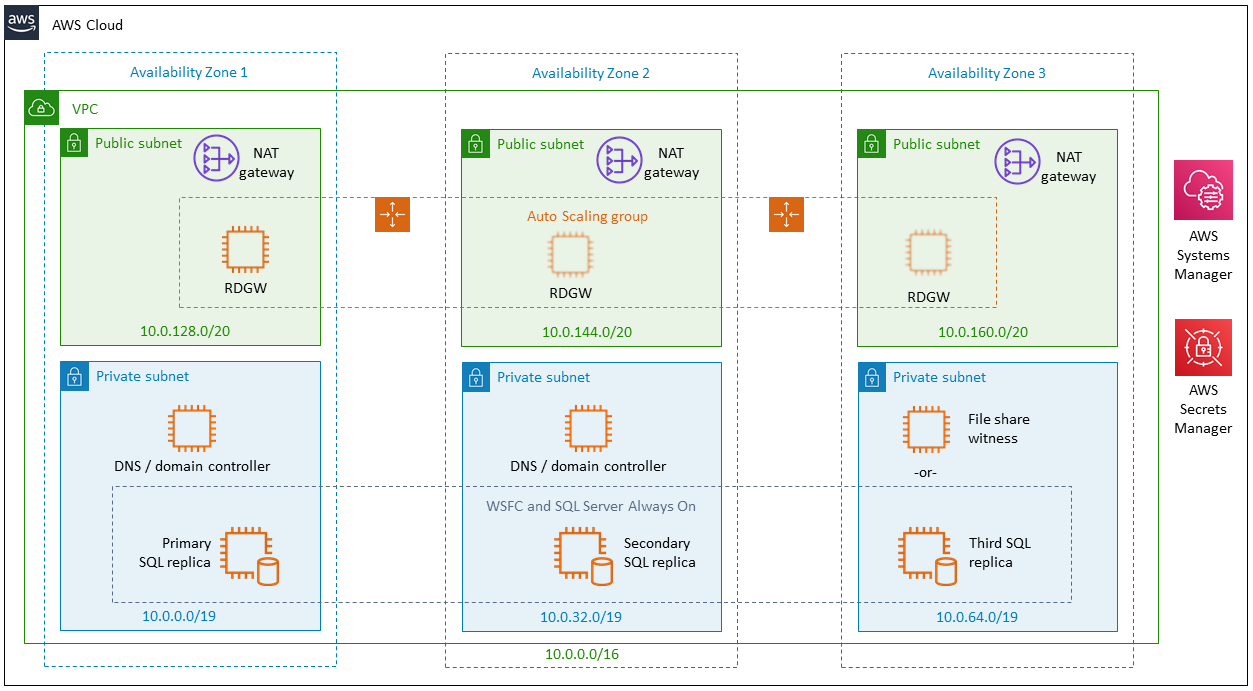 aws
AWS Cloud
Availability Zone 1
Availability Zone 2
Availability Zone 3
VPC
Public subnet
NAT
gateway
RDGW
10.0.128.0/20
Public subnet
NAT
gateway
Auto Scaling group
RDGW
10.0.144.0/20
Public subnet
NAT
gateway
RDGW
10.0.160.0/20
Private subnet
DNS / domain controller
Primary
SQL replica
10.0.0.0/19
Private subnet
DNS / domain controller
WSFC and SQL Server Always On
Secondary
SQL replica
10.0.32.0/19
Private subnet
File share
witness
-or-
Third SQL
replica
10.0.64.0/19
10.0.0.0/16
AWS
Systems
Manager
AWS
Secrets
Manager